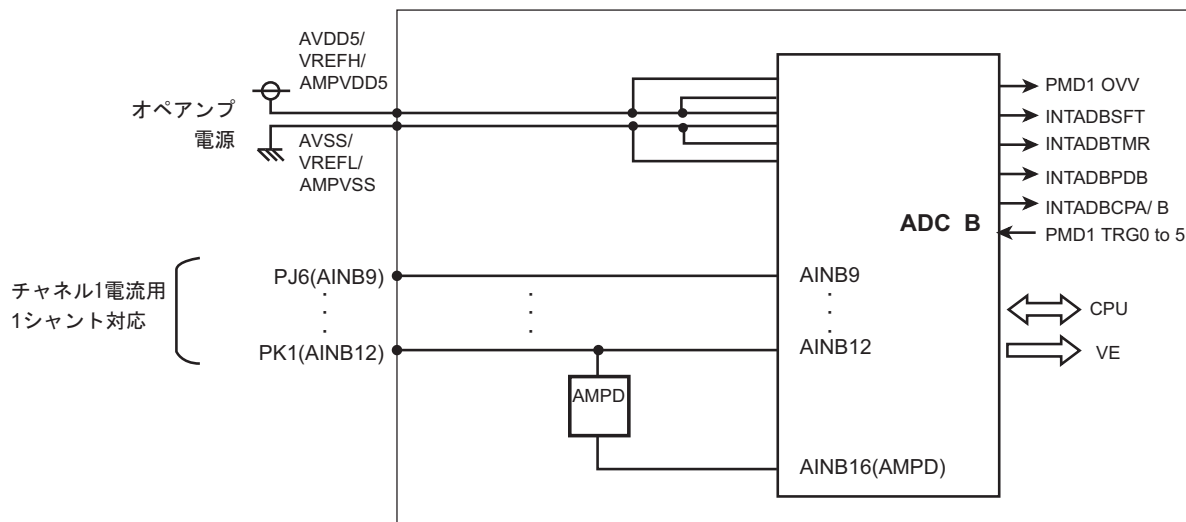 AVDD5/
VREFH/
AMPVDD5
オペアンプ
電源
AVSS/
VREFL/
AMPVSS
PMD1 OVV
INTADBSFT
INTADBTMR
INTADBPDB
INTADBCPA/ B
PMD1 TRG0 to 5
ADC B
チャネル1電流用
1シャント対応
PJ6(AINB9)
PK1(AINB12)
AINB9
AINB12
CPU
VE
AMPD
AINB16(AMPD)